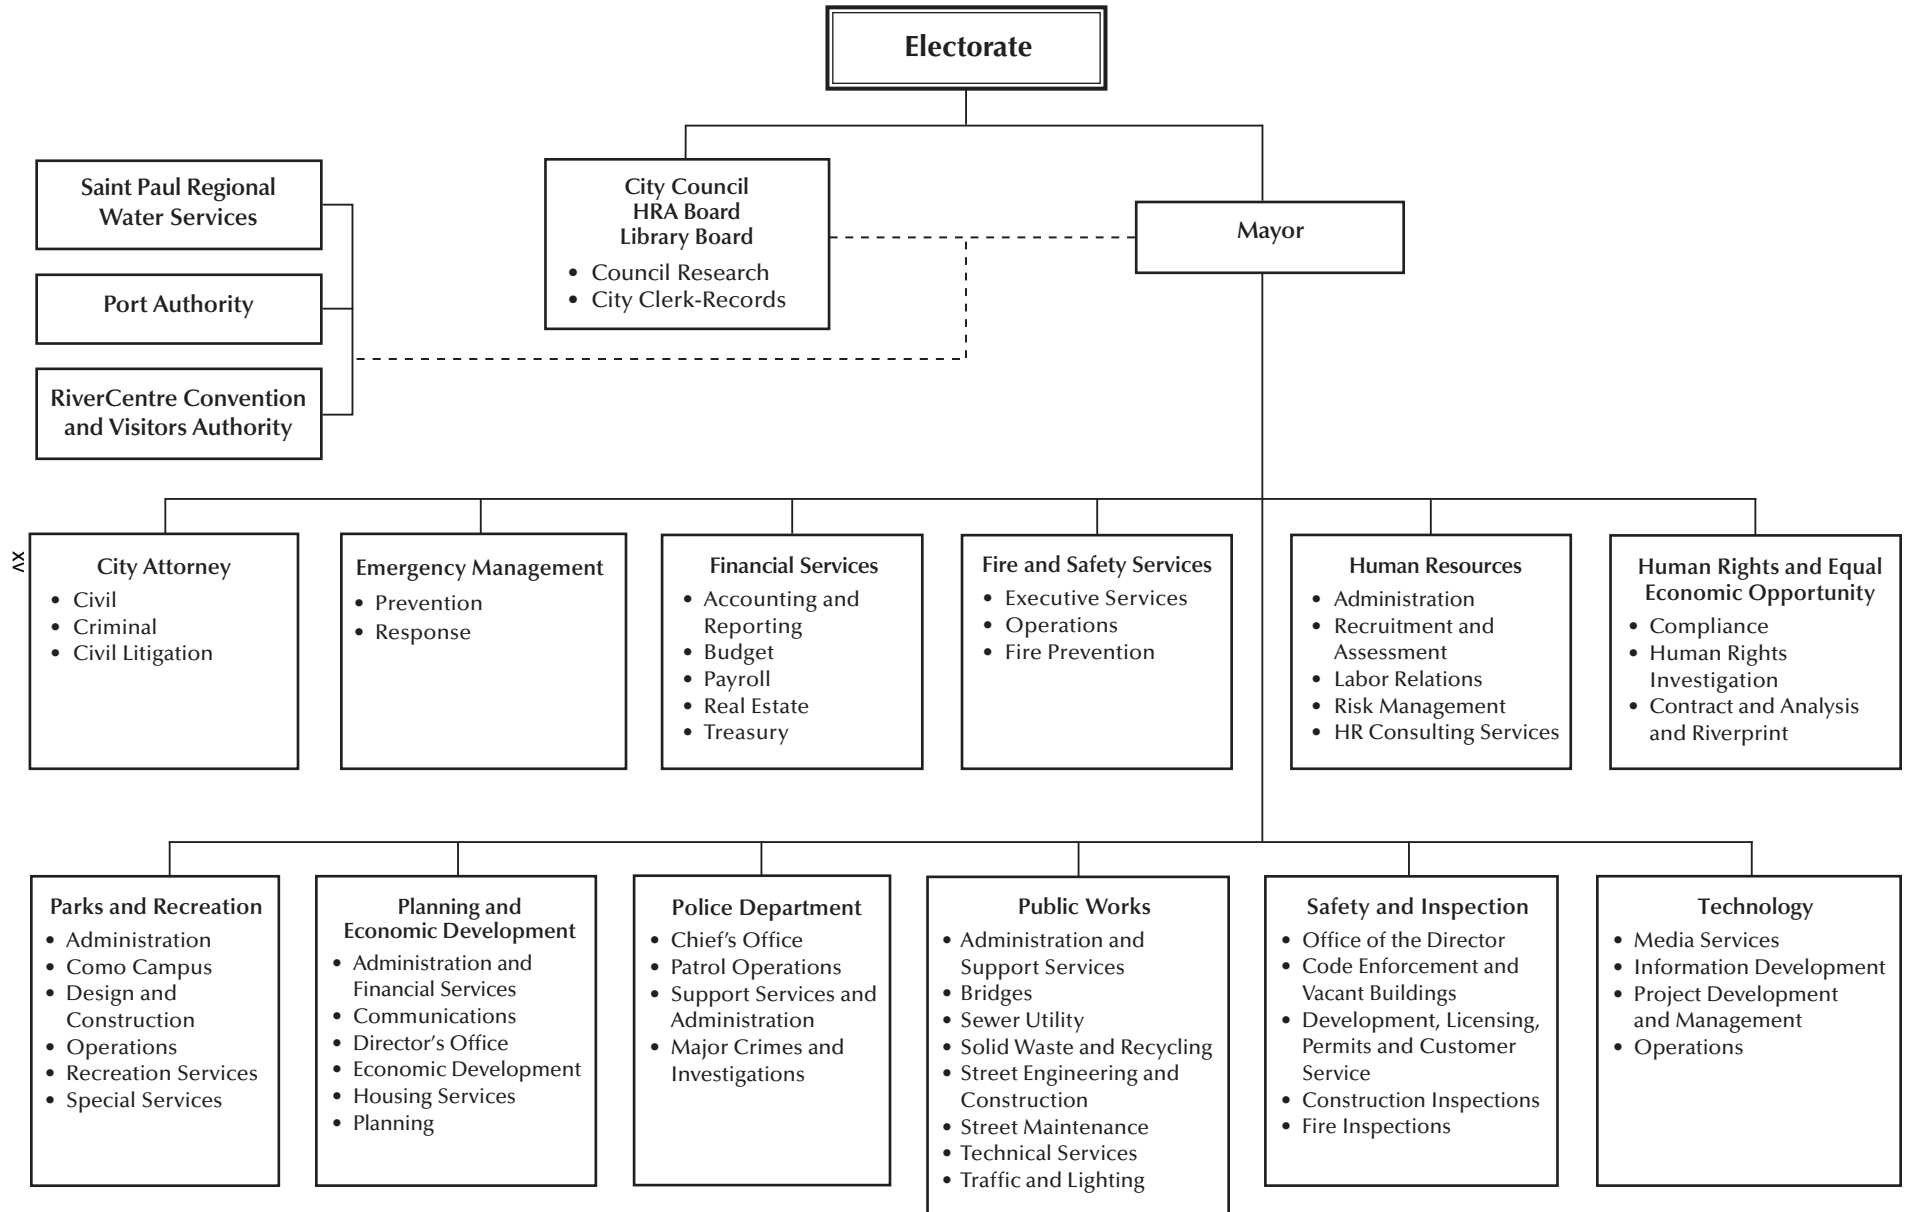 Electorate
Saint Paul Regional
Water Services
Port Authority
RiverCentre Convention
and Visitors Authority
City Council
HRA Board
Library Board
• Council Research
• City Clerk-Records
Mayor
xv
City Attorney
• Civil
• Criminal
• Civil Litigation
Emergency Management
• Prevention
• Response
Financial Services
• Accounting and
Reporting
• Budget
• Payroll
• Real Estate
• Treasury
Fire and Safety Services
• Executive Services
• Operations
• Fire Prevention
Human Resources
• Administration
• Recruitment and
Assessment
• Labor Relations
• Risk Management
• HR Consulting Services
Human Rights and Equal
Economic Opportunity
• Compliance
• Human Rights
Investigation
• Contract and Analysis
and Riverprint
Parks and Recreation
• Administration
• Como Campus
• Design and
Construction
• Operations
• Recreation Services
• Special Services
Planning and
Economic Development
• Administration and
Financial Services
• Communications
• Director’s Office
• Economic Development
• Housing Services
• Planning
Police Department
• Chief’s Office
• Patrol Operations
• Support Services and
Administration
• Major Crimes and
Investigations
Public Works
• Administration and
Support Services
• Bridges
• Sewer Utility
• Solid Waste and Recycling
• Street Engineering and
Construction
• Street Maintenance
• Technical Services
• Traffic and Lighting
Safety and Inspection
• Office of the Director
• Code Enforcement and
Vacant Buildings
• Development, Licensing,
Permits and Customer
Service
• Construction Inspections
• Fire Inspections
Technology
• Media Services
• Information Development
• Project Development
and Management
• Operations